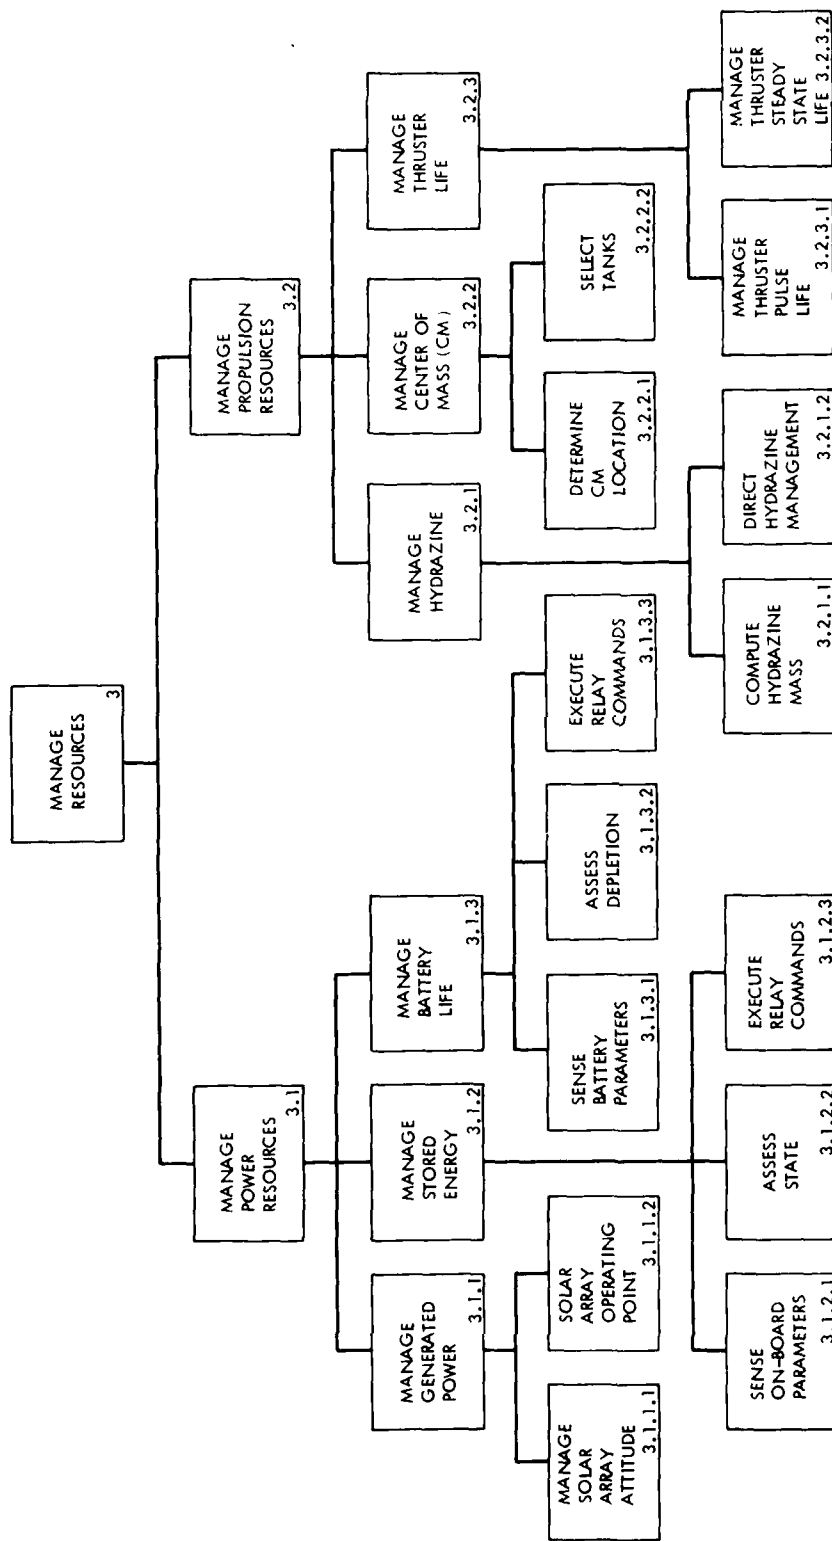 MANAGE
RESOURCES
3
MANAGE
POWER
RESOURCES
3.1
MANAGE
PROPULSION
RESOURCES
3.2
MANAGE
GENERATED
POWER
3.1.1
MANAGE
STORED
ENERGY
3.1.2
MANAGE
BATTERY
LIFE
3.1.3
MANAGE
HYDRAZINE
3.2.1
MANAGE
CENTER OF
MASS (CM)
3.2.2
MANAGE
THRUSTER
LIFE
3.2.3
MANAGE
SOLAR
ARRAY
ATTITUDE
3.1.1.1
SOLAR
ARRAY
OPERATING
POINT
3.1.1.2
SENSE
BATTERY
PARAMETERS
3.1.3.1
ASSESS
DEPLETION
3.1.3.2
EXECUTE
RELAY
COMMANDS
3.1.3.3
DETERMINE
CM
LOCATION
3.2.2.1
SELECT
TANKS
3.2.2.2
SENSE
ON-BOARD
PARAMETERS
3.1.2.1
ASSESS
STATE
3.1.2.2
EXECUTE
RELAY
COMMANDS
3.1.2.3
COMPUTE
HYDRAZINE
MASS
3.2.1.1
DIRECT
HYDRAZINE
MANAGEMENT
3.2.1.2
MANAGE
THRUSTER
PULSE
LIFE
3.2.3.1
MANAGE
THRUSTER
STEADY
STATE
LIFE 3.2.3.2